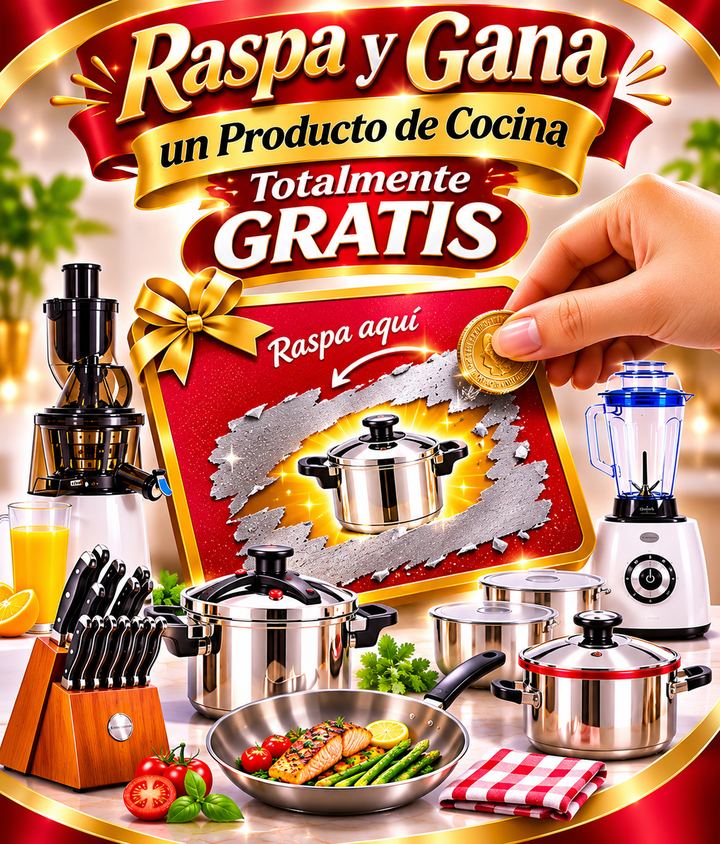 Raspa y Gana
un Producto de Cocina
Totalmente
GRATIS
Raspa aquí